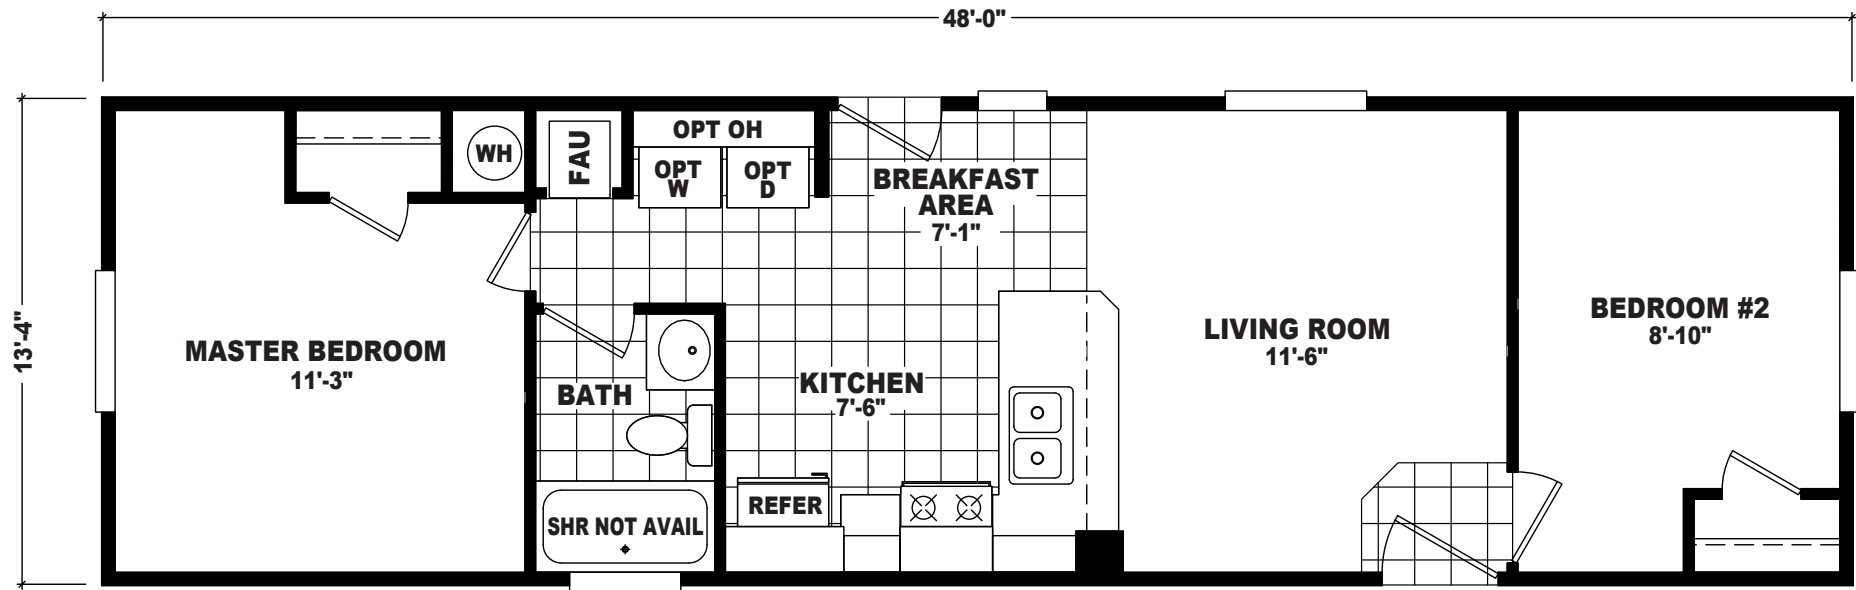 48'-0"
13'-4"
WH
FAU
OPT OH
OPT
W
OPT
D
BREAKFAST
AREA
7'-1"
MASTER BEDROOM
11'-3"
BATH
KITCHEN
7'-6"
LIVING ROOM
11'-6"
BEDROOM #2
8'-10"
REFER
SHR NOT AVAIL